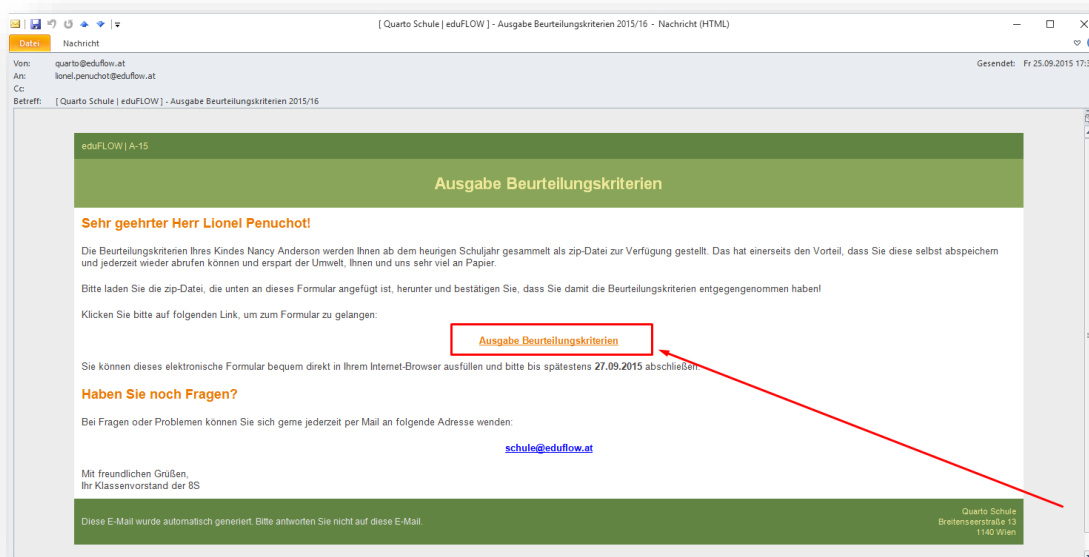 [ Quarto Schule | eduFLOW ] - Ausgabe Beurteilungskriterien 2015/16 - Nachricht (HTML)
Datei Nachricht
Von: quarto@eduflow.at Gesendet: Fr 25.09.2015 17:3
An: lionel.penuchot@eduflow.at
Cc:
Betreff: [ Quarto Schule | eduFLOW ] - Ausgabe Beurteilungskriterien 2015/16
eduFLOW | A-15
Ausgabe Beurteilungskriterien
Sehr geehrter Herr Lionel Penuchot!
Die Beurteilungskriterien Ihres Kindes Nancy Anderson werden Ihnen ab dem heurigen Schuljahr gesammelt als zip-Datei zur Verfügung gestellt. Das hat einerseits den Vorteil, dass Sie diese selbst abspeichern
und jederzeit wieder abrufen können und erspart der Umwelt, Ihnen und uns sehr viel an Papier.
Bitte laden Sie die zip-Datei, die unten an dieses Formular angefügt ist, herunter und bestätigen Sie, dass Sie damit die Beurteilungskriterien entgegengenommen haben!
Klicken Sie bitte auf folgenden Link, um zum Formular zu gelangen:
Ausgabe Beurteilungskriterien
Sie können dieses elektronische Formular bequem direkt in Ihrem Internet-Browser ausfüllen und bitte bis spätestens 27.09.2015 abschließen.
Haben Sie noch Fragen?
Bei Fragen oder Problemen können Sie sich gerne jederzeit per Mail an folgende Adresse wenden:
schule@eduflow.at
Mit freundlichen Grüßen,
Ihr Klassenvorstand der 8S
Diese E-Mail wurde automatisch generiert. Bitte antworten Sie nicht auf diese E-Mail.
Quarto Schule
Breitenseerstraße 13
1140 Wien